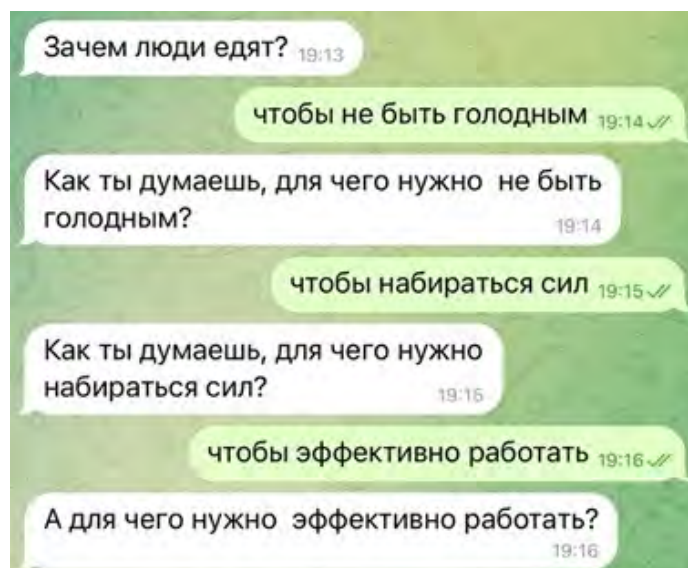 Зачем люди едят? 19:13
чтобы не быть голодным 19:14
Как ты думаешь, для чего нужно не быть
голодным? 19:14
чтобы набираться сил 19:15
Как ты думаешь, для чего нужно
набираться сил? 19:15
чтобы эффективно работать 19:16
А для чего нужно эффективно работать?
19:16